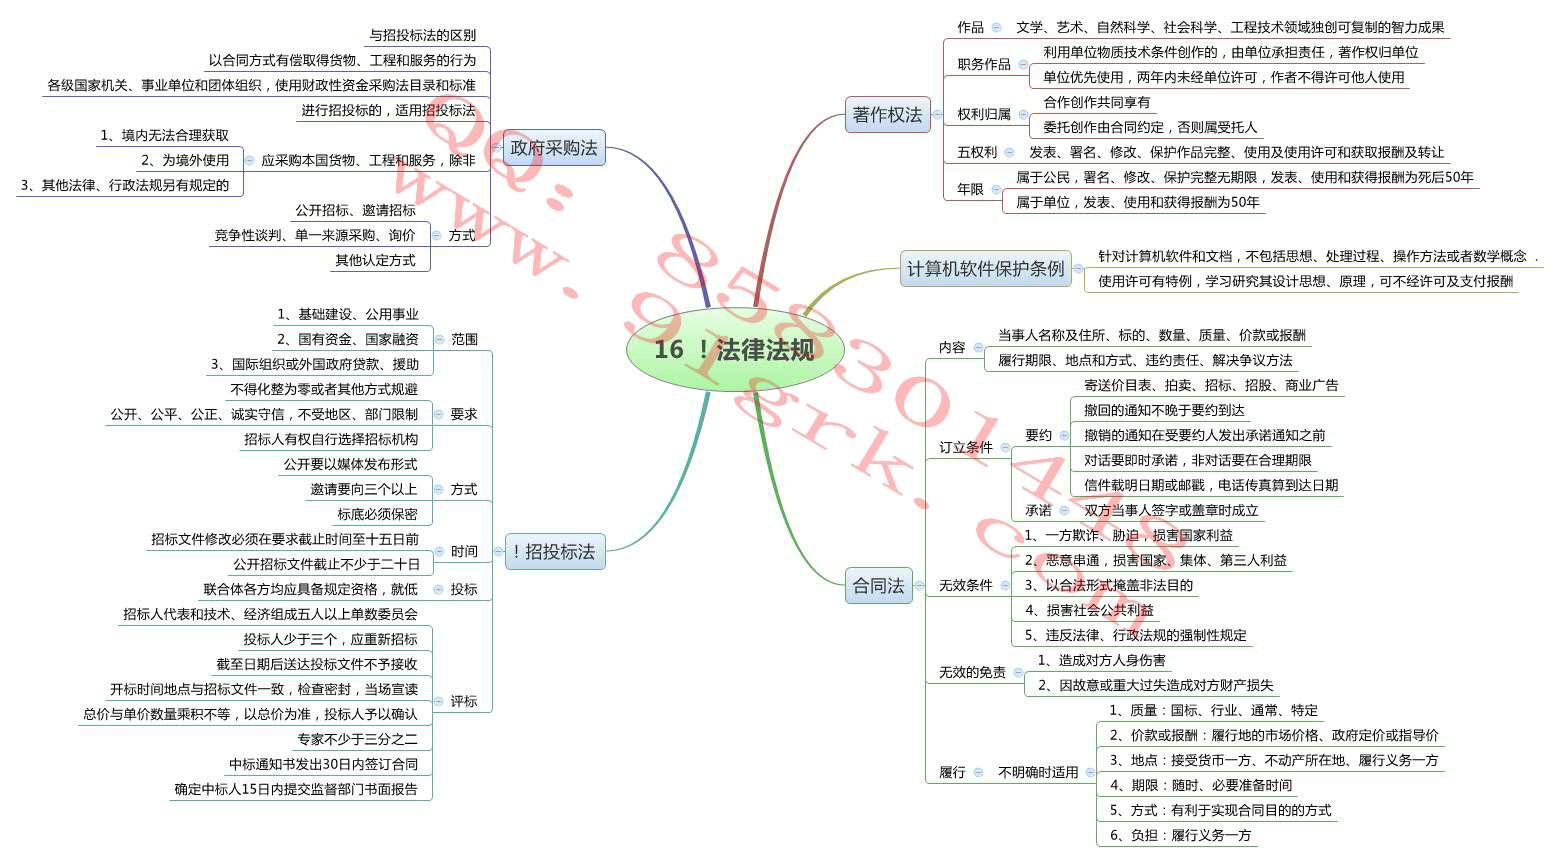 16 ！法律法规
著作权法
作品
文学、艺术、自然科学、社会科学、工程技术领域独创可复制的智力成果
职务作品
利用单位物质技术条件创作的，由单位承担责任，著作权归单位
单位优先使用，两年内未经单位许可，作者不得许可他人使用
权利归属
合作创作共同享有
委托创作由合同约定，否则属受托人
五权利
发表、署名、修改、保护作品完整、使用及使用许可和获取报酬及转让
年限
属于公民，署名、修改、保护完整无期限，发表、使用和获得报酬为死后50年
属于单位，发表、使用和获得报酬为50年
计算机软件保护条例
针对计算机软件和文档，不包括思想、处理过程、操作方法或者数学概念 .
使用许可有特例，学习研究其设计思想、原理，可不经许可及支付报酬
合同法
内容
当事人名称及住所、标的、数量、质量、价款或报酬
履行期限、地点和方式、违约责任、解决争议方法
订立条件
要约
寄送价目表、拍卖、招标、招股、商业广告
撤回的通知不晚于要约到达
撤销的通知在受要约人发出承诺通知之前
对话要即时承诺，非对话要在合理期限
信件载明日期或邮戳，电话传真算到达日期
承诺
双方当事人签字或盖章时成立
无效条件
1、一方欺诈、胁迫，损害国家利益
2、恶意串通，损害国家、集体、第三人利益
3、以合法形式掩盖非法目的
4、损害社会公共利益
5、违反法律、行政法规的强制性规定
无效的免责
1、造成对方人身伤害
2、因故意或重大过失造成对方财产损失
履行
不明确时适用
1、质量：国标、行业、通常、特定
2、价款或报酬：履行地的市场价格、政府定价或指导价
3、地点：接受货币一方、不动产所在地、履行义务一方
4、期限：随时、必要准备时间
5、方式：有利于实现合同目的的方式
6、负担：履行义务一方
政府采购法
与招投标法的区别
以合同方式有偿取得货物、工程和服务的行为
各级国家机关、事业单位和团体组织，使用财政性资金采购法目录和标准
进行招投标的，适用招投标法
应采购本国货物、工程和服务，除非
1、境内无法合理获取
2、为境外使用
3、其他法律、行政法规另有规定的
方式
公开招标、邀请招标
竞争性谈判、单一来源采购、询价
其他认定方式
! 招投标法
范围
1、基础建设、公用事业
2、国有资金、国家融资
3、国际组织或外国政府贷款、援助
要求
不得化整为零或者其他方式规避
公开、公平、公正、诚实守信，不受地区、部门限制
招标人有权自行选择招标机构
方式
公开要以媒体发布形式
邀请要向三个以上
标底必须保密
时间
招标文件修改必须在要求截止时间至十五日前
公开招标文件截止不少于二十日
投标
联合体各方均应具备规定资格，就低
评标
招标人代表和技术、经济组成五人以上单数委员会
投标人少于三个，应重新招标
截至日期后送达投标文件不予接收
开标时间地点与招标文件一致，检查密封，当场宣读
总价与单价数量乘积不等，以总价为准，投标人予以确认
专家不少于三分之二
中标通知书发出30日内签订合同
确定中标人15日内提交监督部门书面报告
QQ: 858301448
www.91grk.com